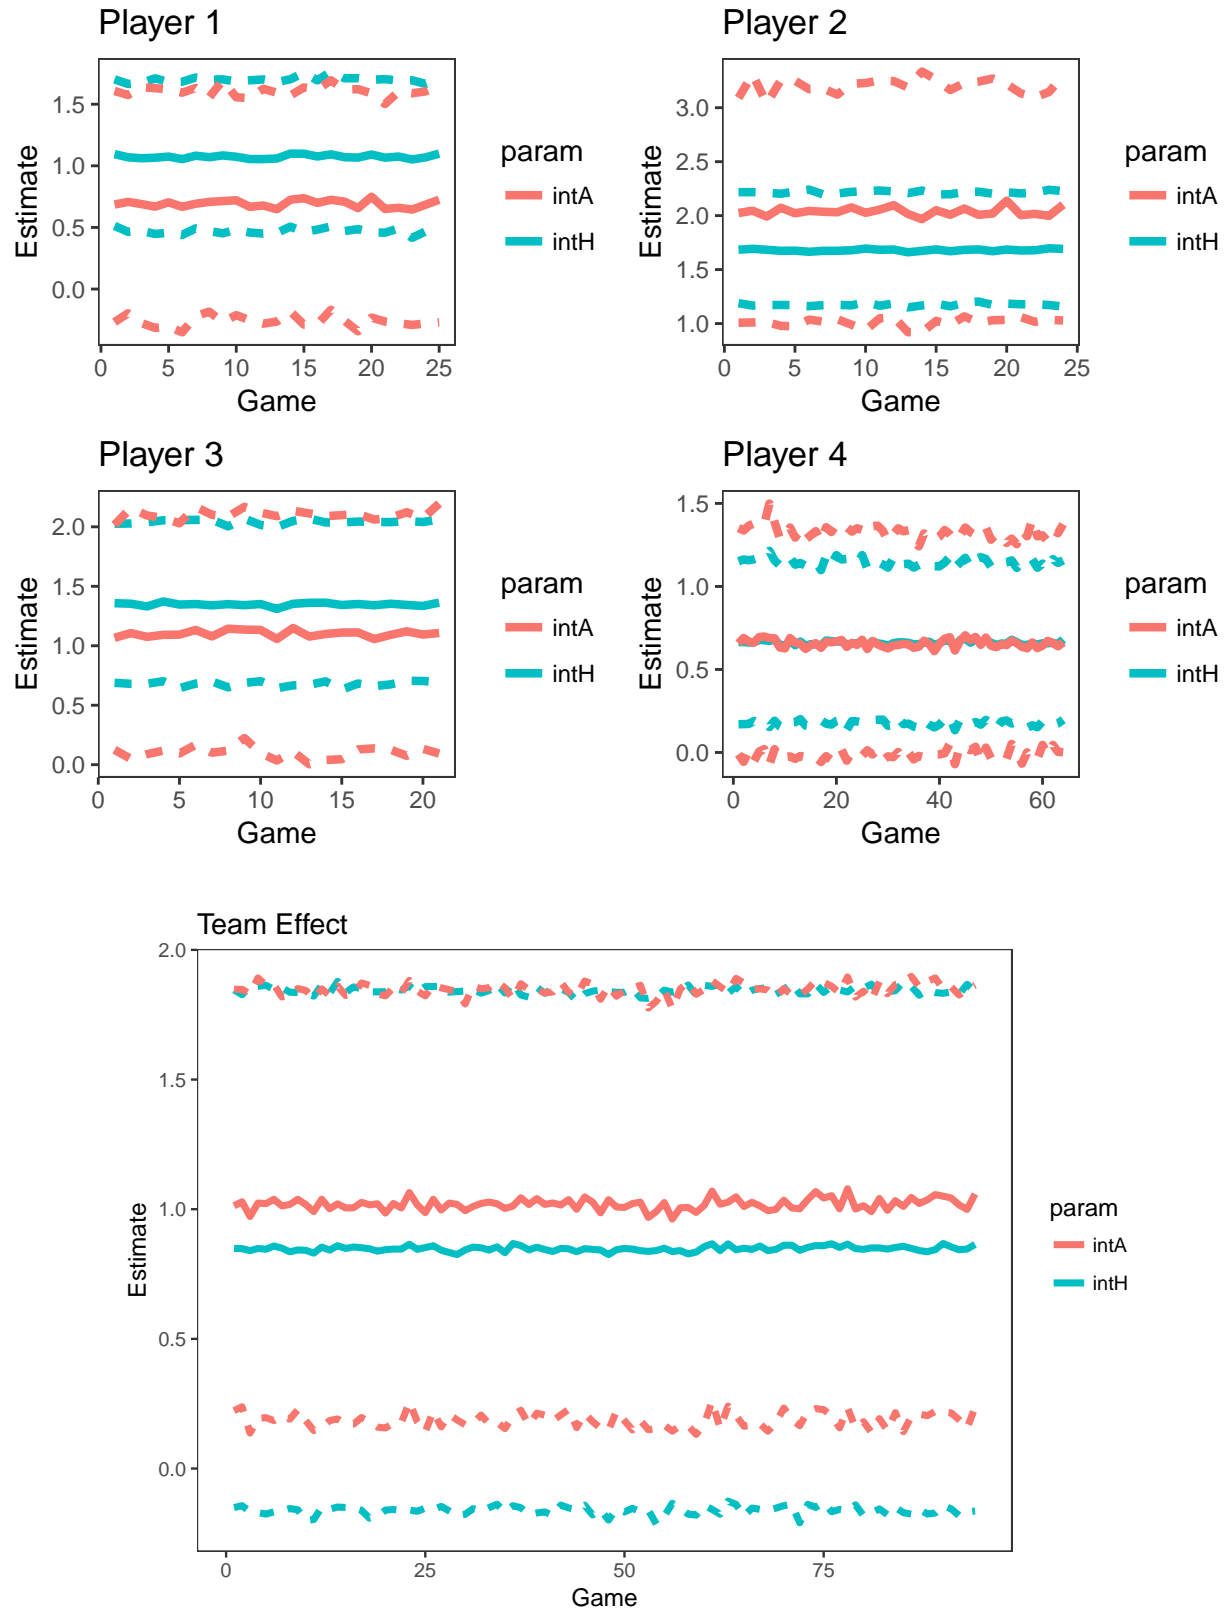 Player 1
Estimate
1.5
1.0
0.5
0.0
0 5 10 15 20 25
Game
param
intA
intH
Player 2
Estimate
3.0
2.5
2.0
1.5
1.0
0 5 10 15 20 25
Game
param
intA
intH
Player 3
Estimate
2.0
1.5
1.0
0.5
0.0
0 5 10 15 20
Game
param
intA
intH
Player 4
Estimate
1.5
1.0
0.5
0.0
0 20 40 60
Game
param
intA
intH
Team Effect
Estimate
2.0
1.5
1.0
0.5
0.0
0 25 50 75
Game
param
intA
intH